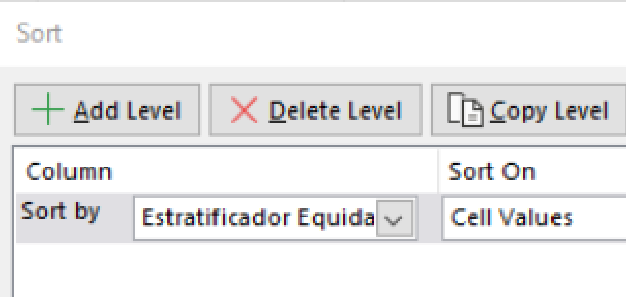 Sort
Add Level Delete Level Copy Level
Column Sort On
Sort by Estratificador Equida Cell Values